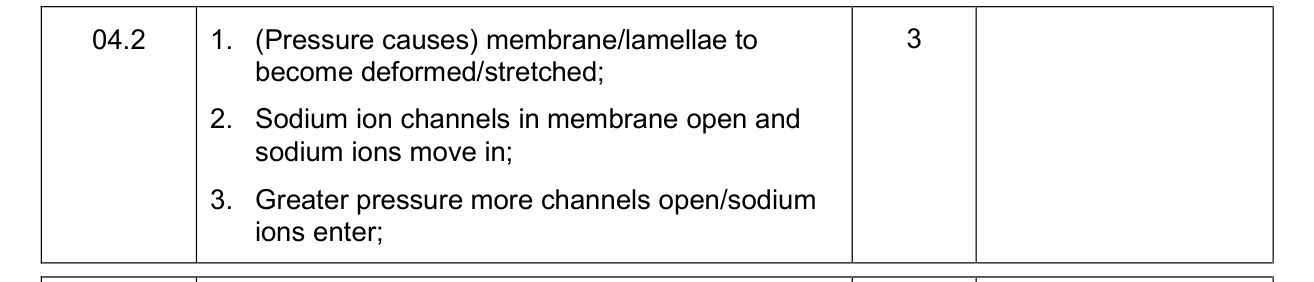 04.2
1. (Pressure causes) membrane/lamellae to
become deformed/stretched;
2. Sodium ion channels in membrane open and
sodium ions move in;
3. Greater pressure more channels open/sodium
ions enter;
3